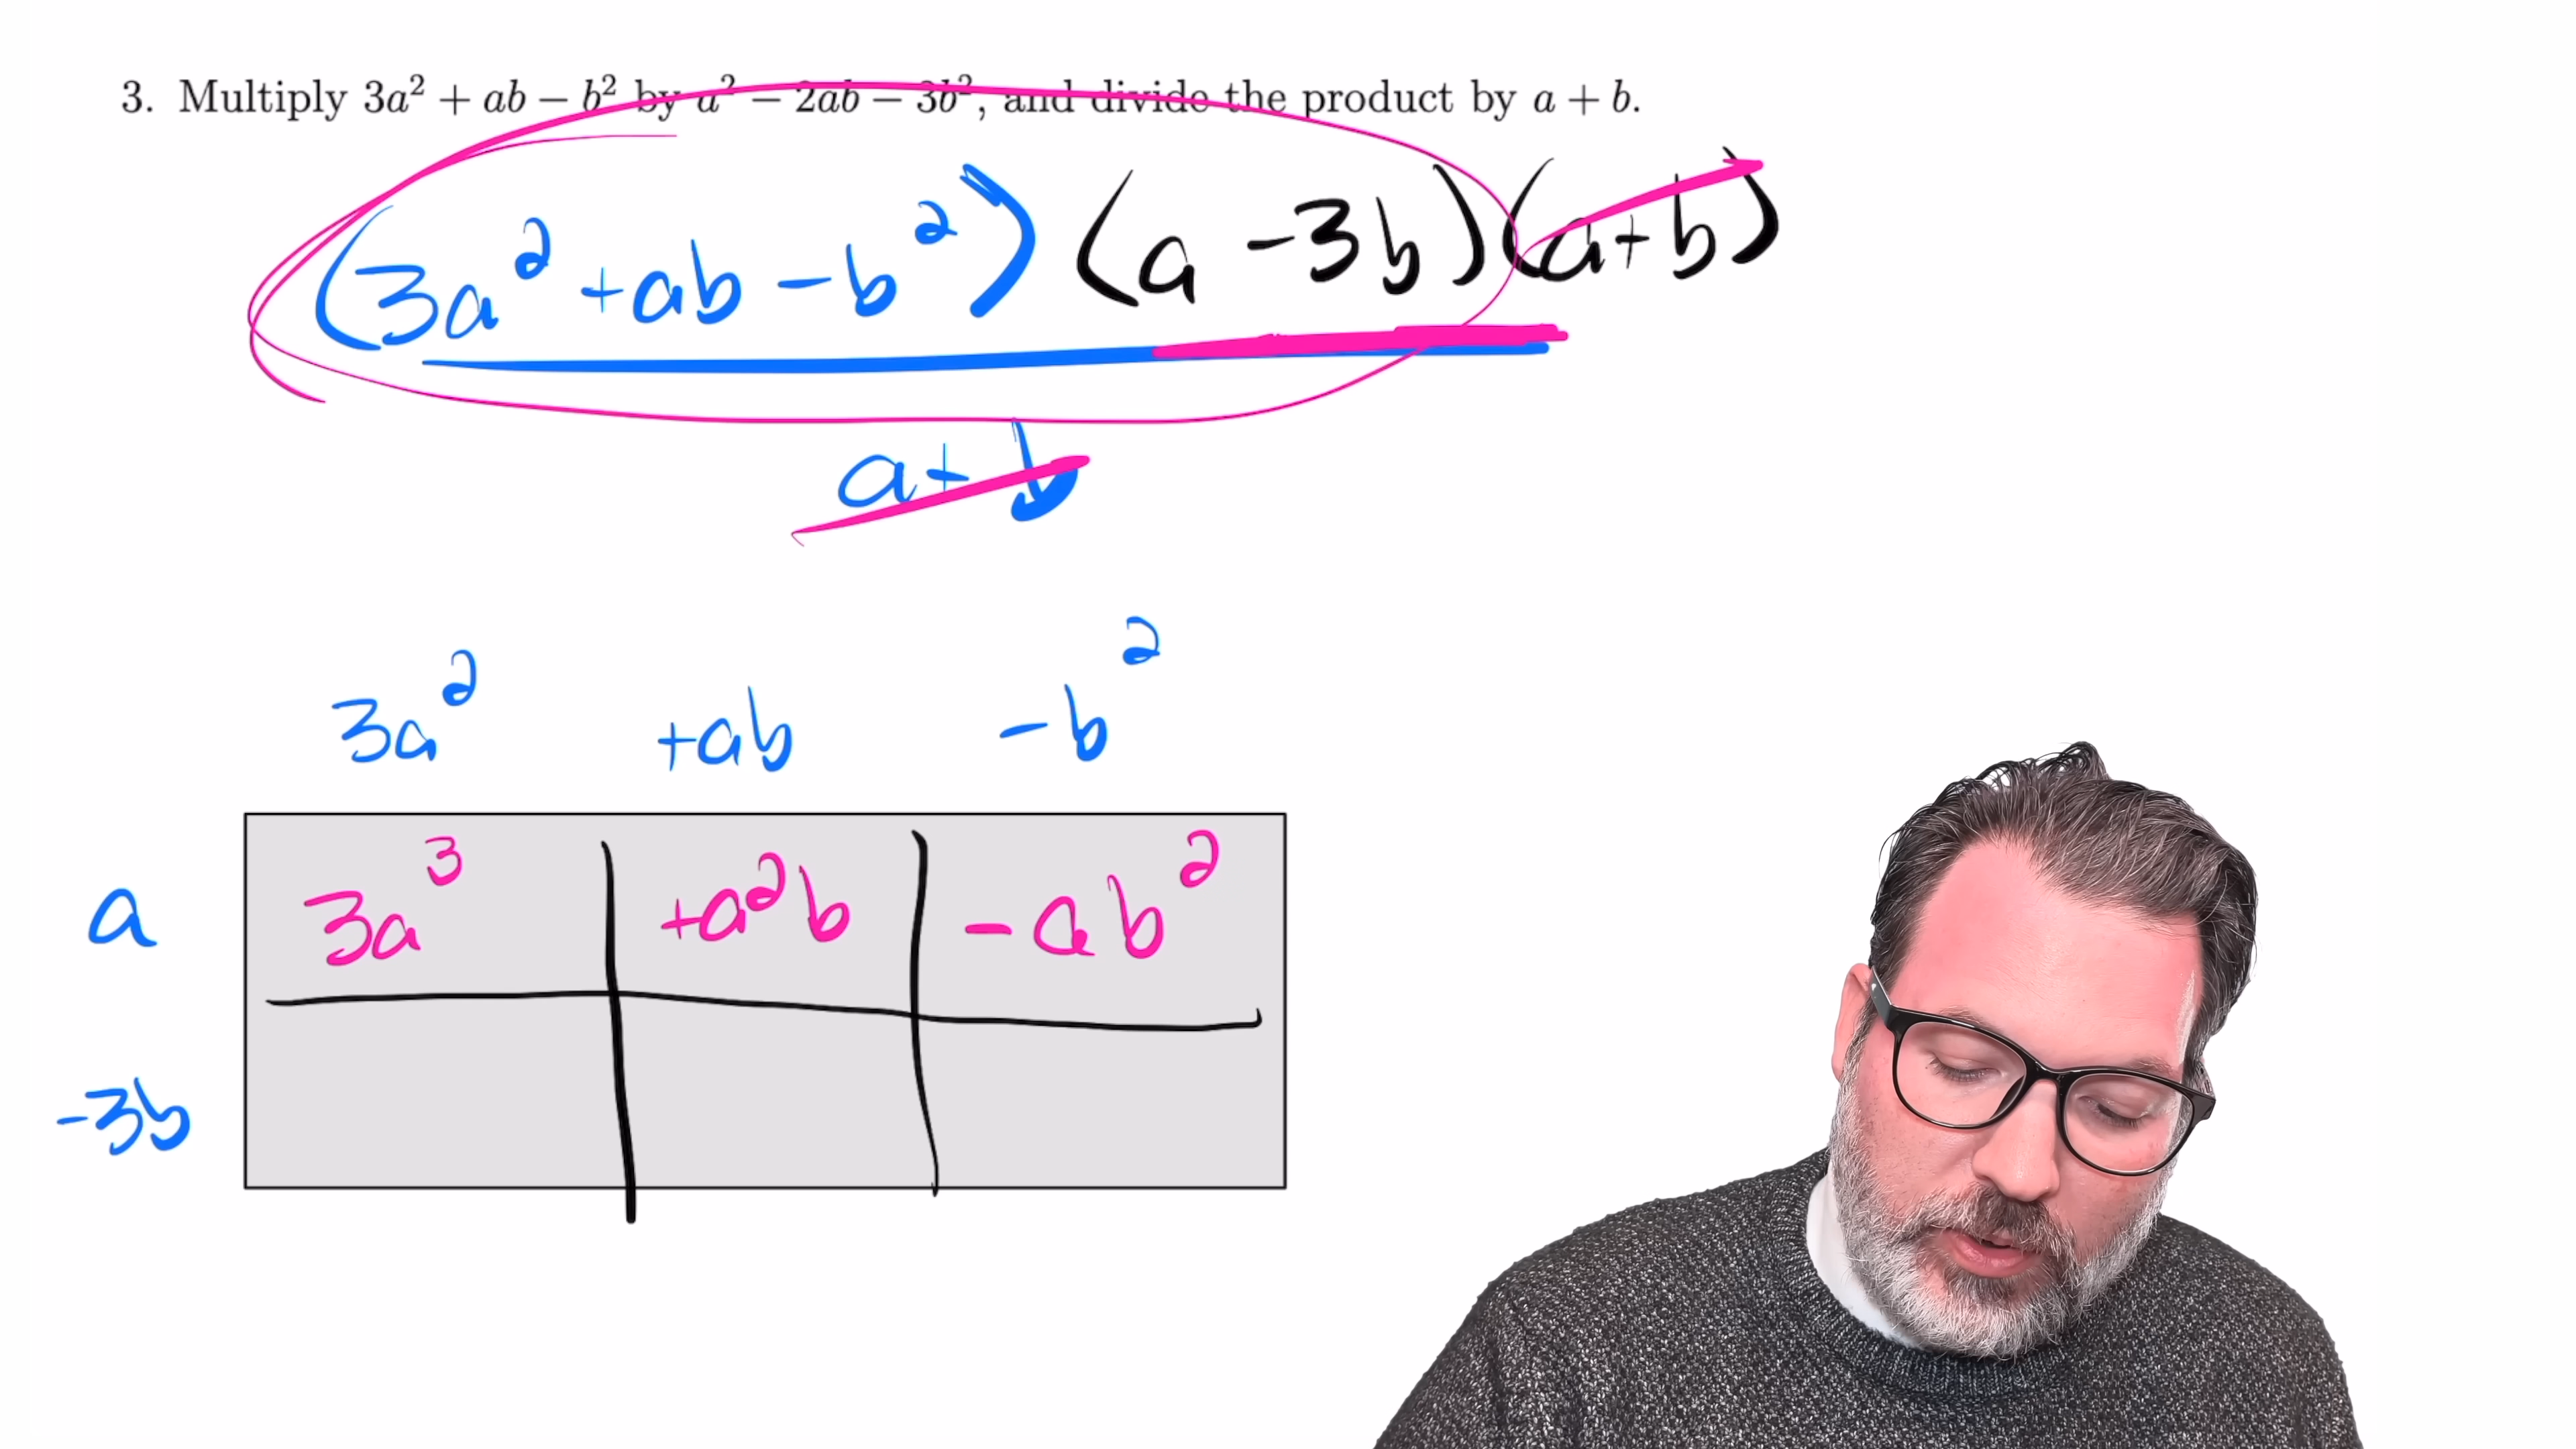 3. Multiply 3a² + ab − b² by a² − 2ab − 3b², and divide the product by a + b.
(3a² +ab −b²) (a −3b)(a+b)
a+b
3a² +ab −b²
a 3a³ +a²b −ab²
−3b